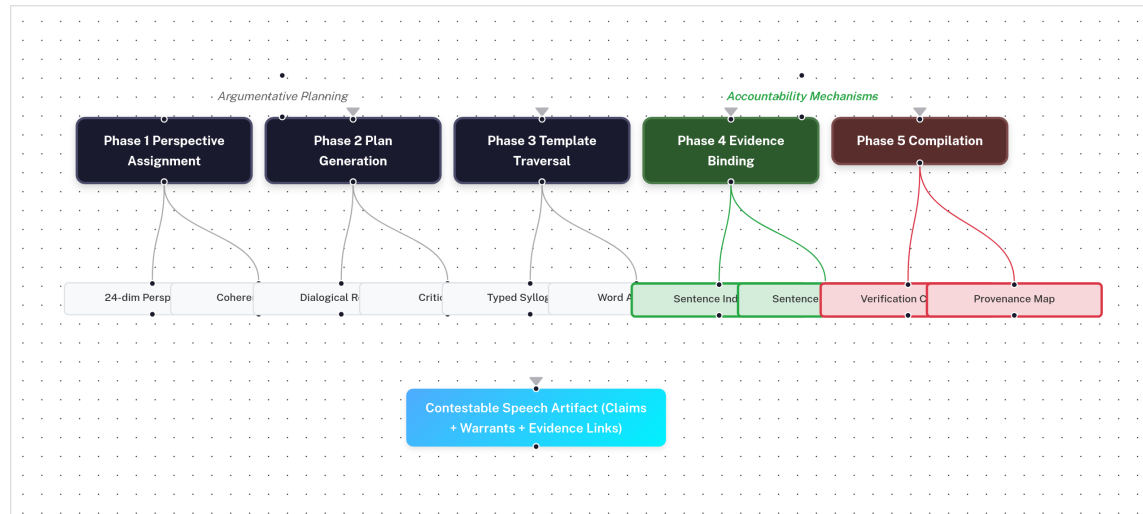 Argumentative Planning
Accountability Mechanisms
Phase 1 Perspective
Assignment
Phase 2 Plan
Generation
Phase 3 Template
Traversal
Phase 4 Evidence
Binding
Phase 5 Compilation
24-dim Persp
Cohere
Dialogical R
Critic
Typed Syllog
Word A
Sentence Ind
Sentence
Verification C
Provenance Map
Contestable Speech Artifact (Claims
+ Warrants + Evidence Links)